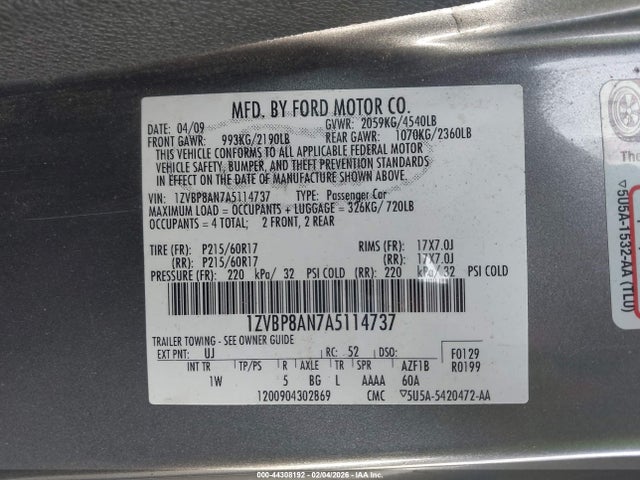 MFD. BY FORD MOTOR CO.
DATE: 04/09 GVWR: 2059KG/4540LB
FRONT GAWR: 993KG/2190LB REAR GAWR: 1070KG/2360LB
THIS VEHICLE CONFORMS TO ALL APPLICABLE FEDERAL MOTOR
VEHICLE SAFETY, BUMPER, AND THEFT PREVENTION STANDARDS
IN EFFECT ON THE DATE OF MANUFACTURE SHOWN ABOVE.
VIN: 1ZVBP8AN7A5114737 TYPE: Passenger Car
MAXIMUM LOAD = OCCUPANTS + LUGGAGE = 326KG/720LB
OCCUPANTS = 4 TOTAL; 2 FRONT, 2 REAR
TIRE (FR): P215/60R17 RIMS (FR): 17X7.0J
(RR): P215/60R17 (RR): 17X7.0J
PRESSURE (FR): 220 kPa/ 32 PSI COLD (RR): 220 kPa/ 32 PSI COLD
1ZVBP8AN7A5114737
TRAILER TOWING - SEE OWNER GUIDE
EXT PNT: UJ RC: 52 DSO: F0129
INT TR TP/PS R AXLE TR SPR AZF1B R0199
1W 5 BG L AAAA 60A
1200904302869 CMC 5U5A-5420472-AA
The
5U5A-1532-AA (TLU)
000-44308192 - 02/04/2026 - IAA Inc.